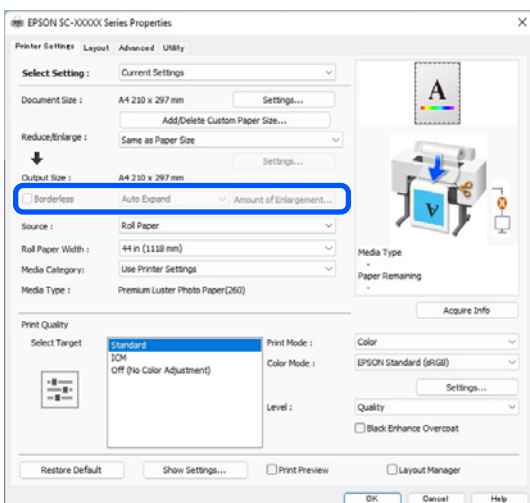 EPSON SC-XXXXX Series Properties
Printer Settings Layout Advanced Utility
Select Setting : Current Settings
Document Size : A4 210 x 297 mm Settings...
Add/Delete Custom Paper Size...
Reduce/Enlarge : Same as Paper Size
Settings...
Output Size : A4 210 x 297 mm
Borderless Auto Expand Amount of Enlargement...
Source : Roll Paper
Roll Paper Width : 44 in (1118 mm)
Media Category: Use Printer Settings
Media Type : Premium Luster Photo Paper(260)
A
A
Media Type
-
Paper Remaining
-
Acquire Info
Print Quality
Select Target
Standard
ICM
Off (No Color Adjustment)
Print Mode : Color
Color Mode : EPSON Standard (sRGB)
Settings...
Level : Quality
Black Enhance Overcoat
Restore Default Show Settings... Print Preview Layout Manager
OK Cancel Help